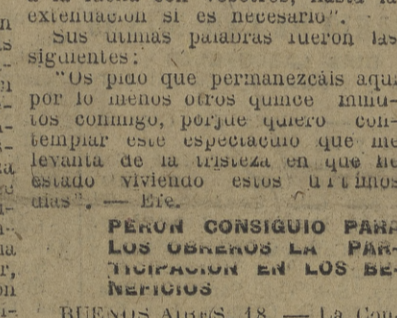 extenuación si es necesario".
Sus últimas palabras fueron las
siguientes:
"Os pido que permanezcáis aquí
por lo menos otros quince minu-
tos conmigo, porque quiero con-
templar este espectáculo que me
levanta de la tristeza en que he
estado viviendo estos últimos
días". — Efe.
PERON CONSIGUIO PARA
LOS OBREROS LA PAR-
TICIPACION EN LOS BE-
NEFICIOS
BUENOS AIRES, 18. — La Con